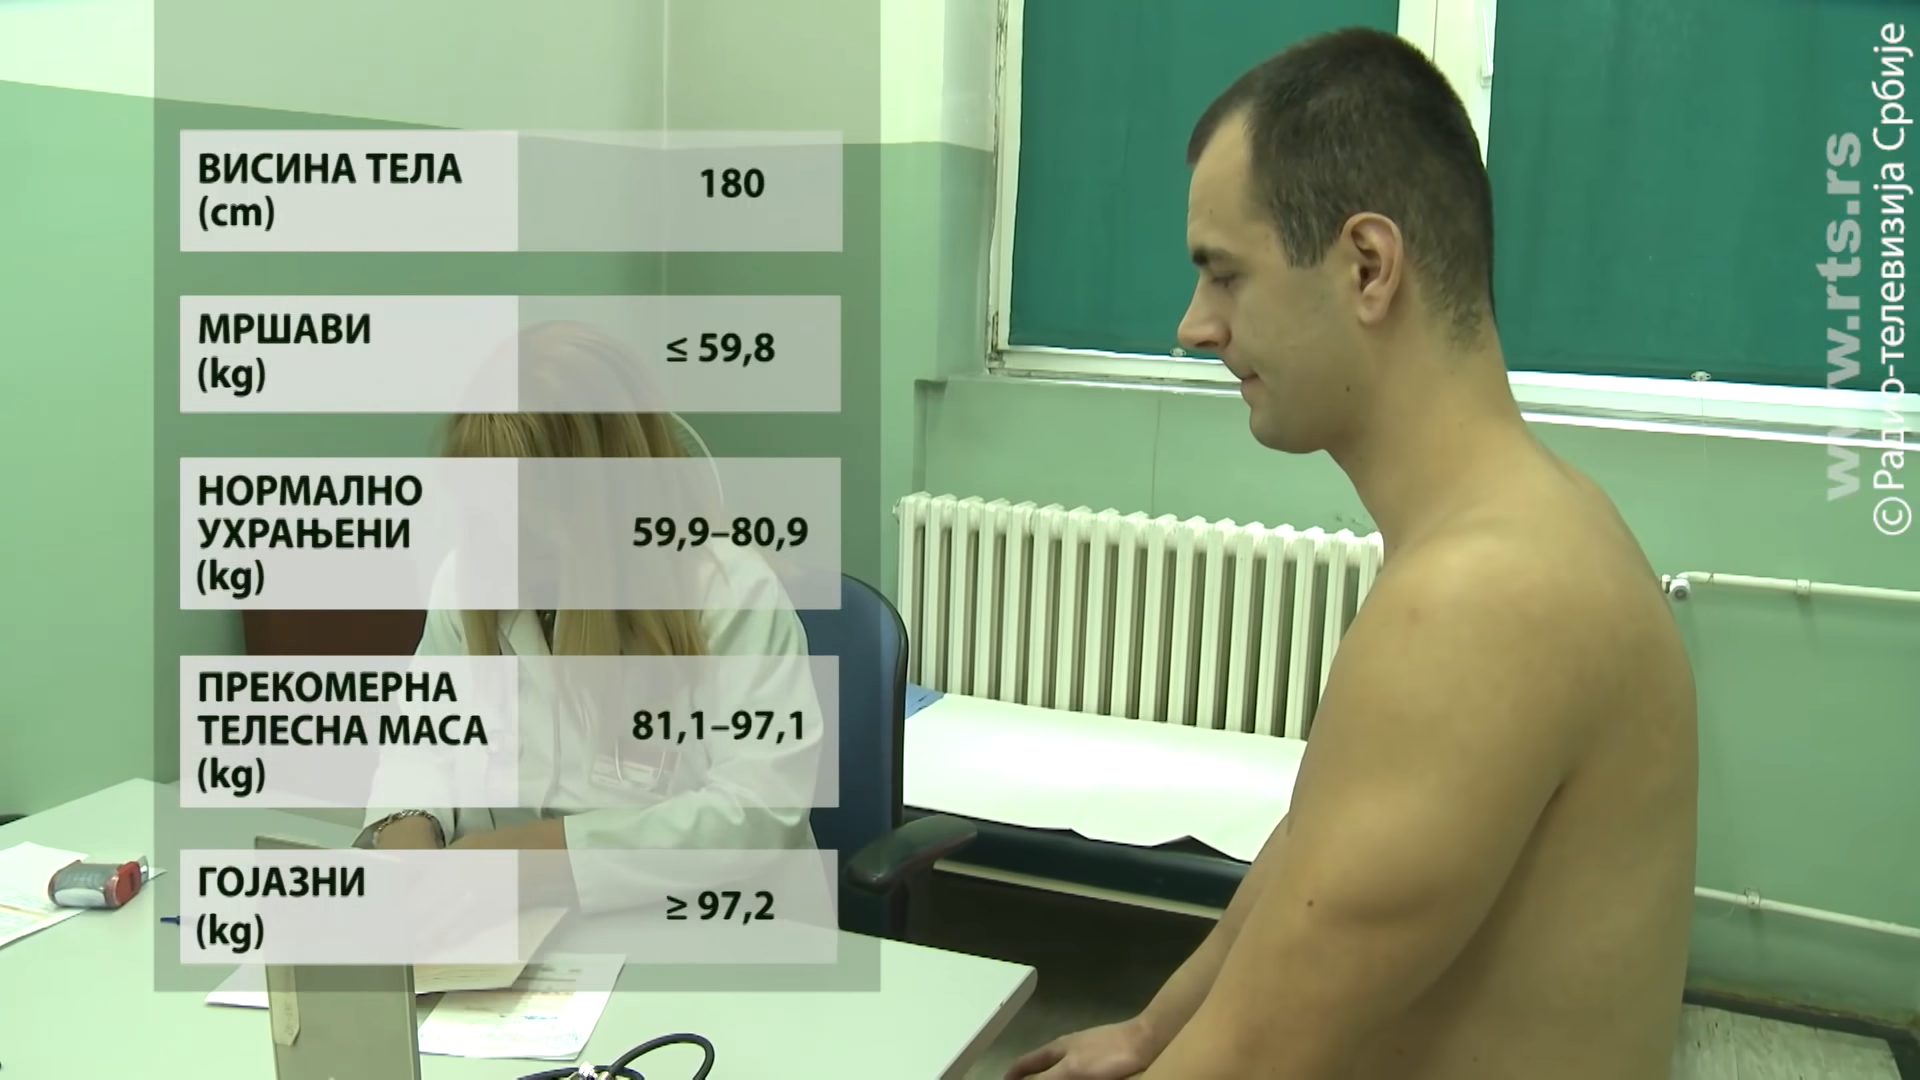 ВИСИНА ТЕЛА
(cm)
180
МРШАВИ
(kg)
≤ 59,8
НОРМАЛНО
УХРАЊЕНИ
(kg)
59,9–80,9
ПРЕКОМЕРНА
ТЕЛЕСНА МАСА
(kg)
81,1–97,1
ГОЈАЗНИ
(kg)
≥ 97,2
www.rts.rs
©Радио-телевизија Србије